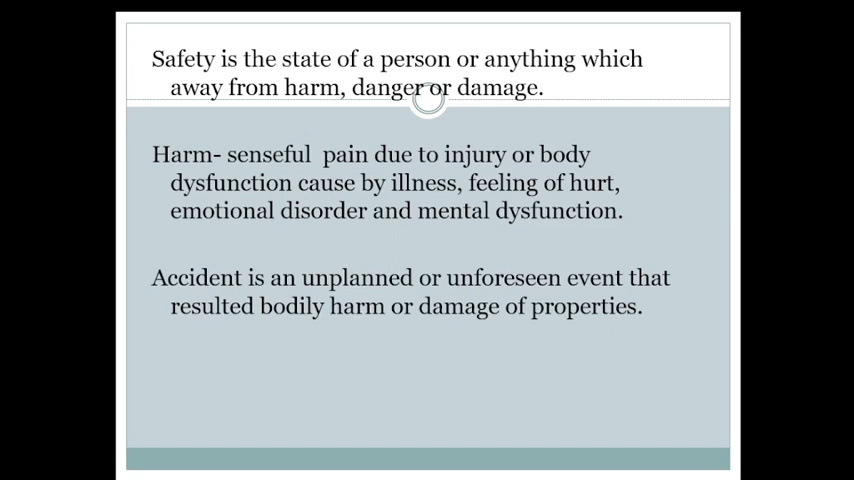 Safety is the state of a person or anything which
away from harm, danger or damage.
Harm- senseful pain due to injury or body
dysfunction cause by illness, feeling of hurt,
emotional disorder and mental dysfunction.
Accident is an unplanned or unforeseen event that
resulted bodily harm or damage of properties.